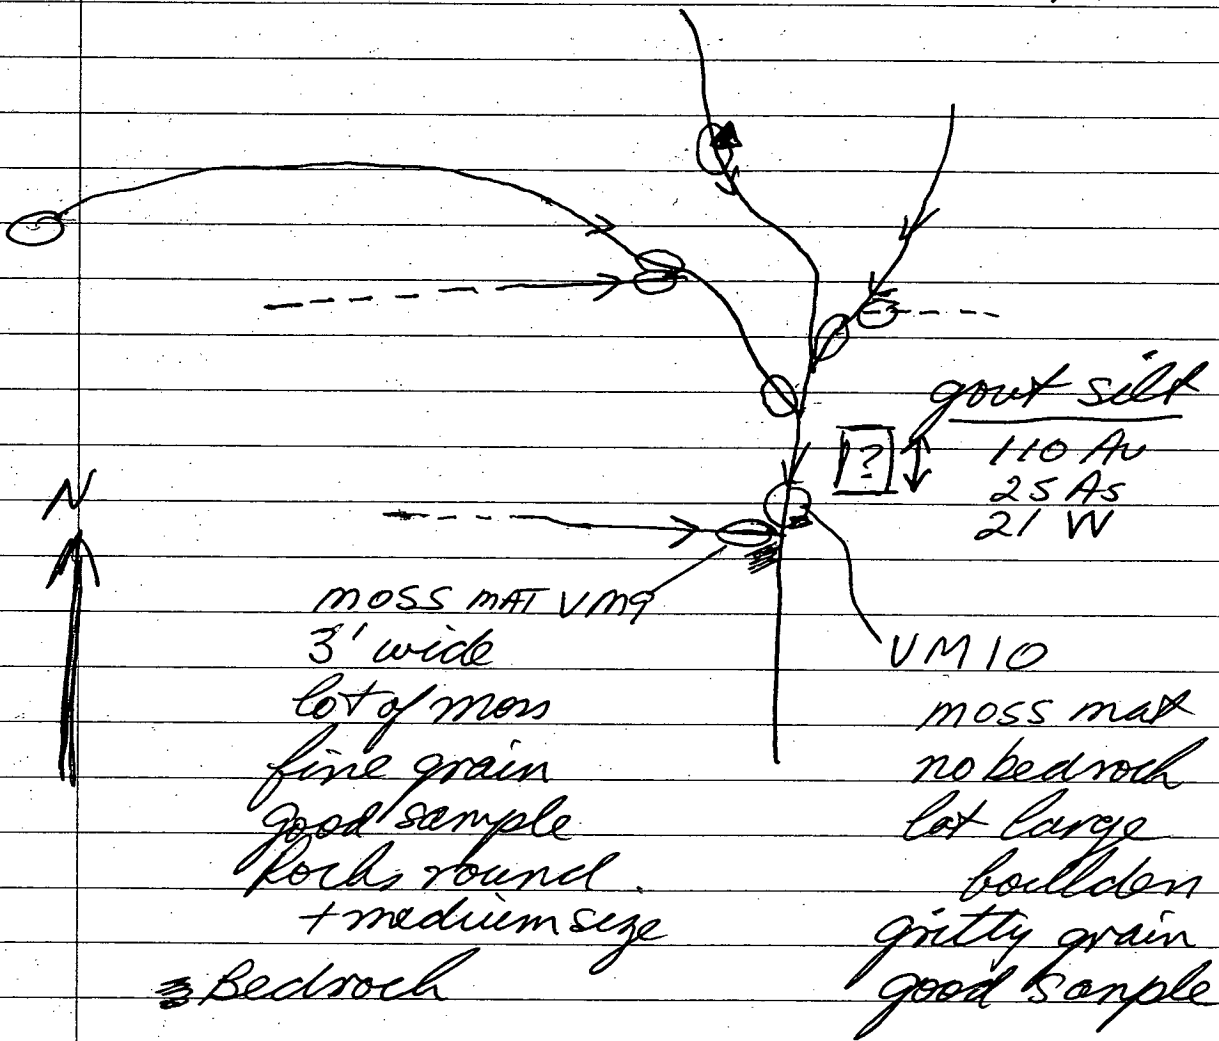 govt silt
110 Au
25 As
21 W
?
N
moss MAT VM9
3' wide
lot of moss
fine grain
good sample
Rocks round.
+ medium size
Bedrock
VM10
moss mat
no bedrock
lot large
boulders
gritty grain
good sample